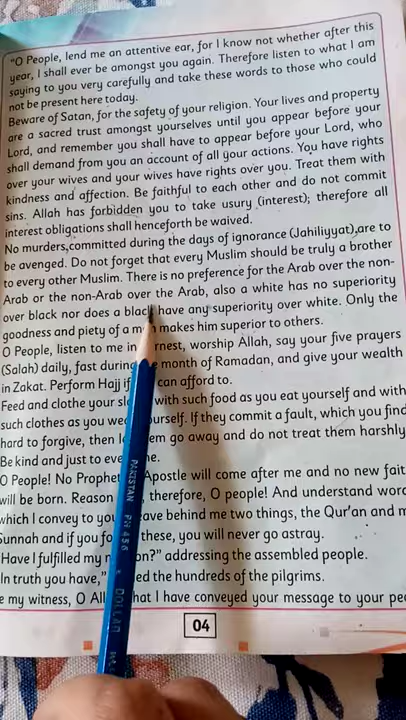 "O People, lend me an attentive ear, for I know not whether after this
year, I shall ever be amongst you again. Therefore listen to what I am
saying to you very carefully and take these words to those who could
not be present here today.
Beware of Satan, for the safety of your religion. Your lives and property
are a sacred trust amongst yourselves until you appear before your
Lord, and remember you shall have to appear before your Lord, who
shall demand from you an account of all your actions. You have rights
over your wives and your wives have rights over you. Treat them with
kindness and affection. Be faithful to each other and do not commit
sins. Allah has forbidden you to take usury (interest); therefore all
interest obligations shall henceforth be waived.
No murders, committed during the days of ignorance (Jahiliyyat), are to
be avenged. Do not forget that every Muslim should be truly a brother
to every other Muslim. There is no preference for the Arab over the non-
Arab or the non-Arab over the Arab, also a white has no superiority
over black nor does a black have any superiority over white. Only the
goodness and piety of a m makes him superior to others.
O People, listen to me in rnest, worship Allah, say your five prayers
(Salah) daily, fast during month of Ramadan, and give your wealth
in Zakat. Perform Hajj if can afford to.
Feed and clothe your sl with such food as you eat yourself and with
such clothes as you we urself. If they commit a fault, which you find
hard to forgive, then l em go away and do not treat them harshly
Be kind and just to eve ne.
O People! No Prophet Apostle will come after me and no new fait
will be born. Reason therefore, O people! And understand word
which I convey to you eave behind me two things, the Qur'an and m
Sunnah and if you fo these, you will never go astray.
Have I fulfilled my m on?" addressing the assembled people.
In truth you have," ed the hundreds of the pilgrims.
e my witness, O All hat I have conveyed your message to your pe
04
PAKISTAN PN 456
DOLLAR